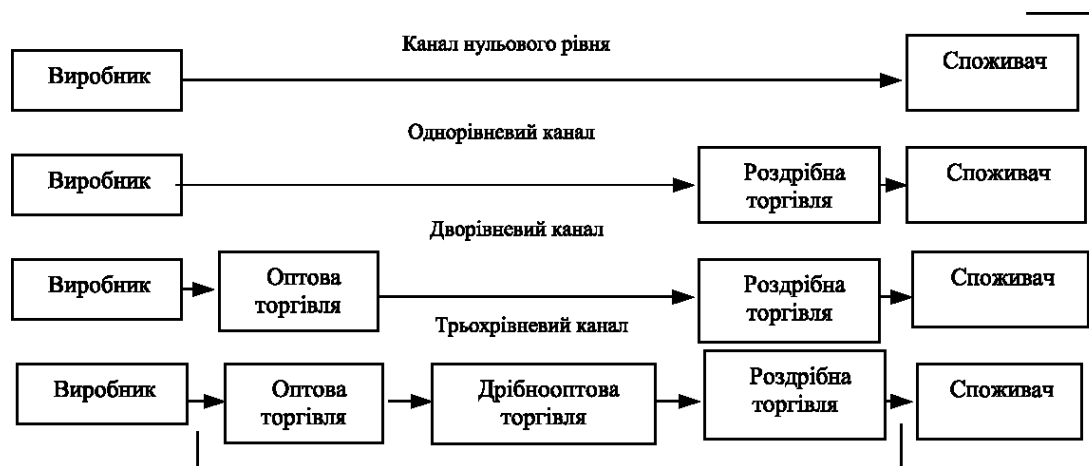 Канал нульового рівня
Виробник
Споживач
Однорівневий канал
Виробник
Роздрібна
торгівля
Споживач
Дворівневий канал
Виробник
Оптова
торгівля
Роздрібна
торгівля
Споживач
Трьохрівневий канал
Виробник
Оптова
торгівля
Дрібнооптова
торгівля
Роздрібна
торгівля
Споживач